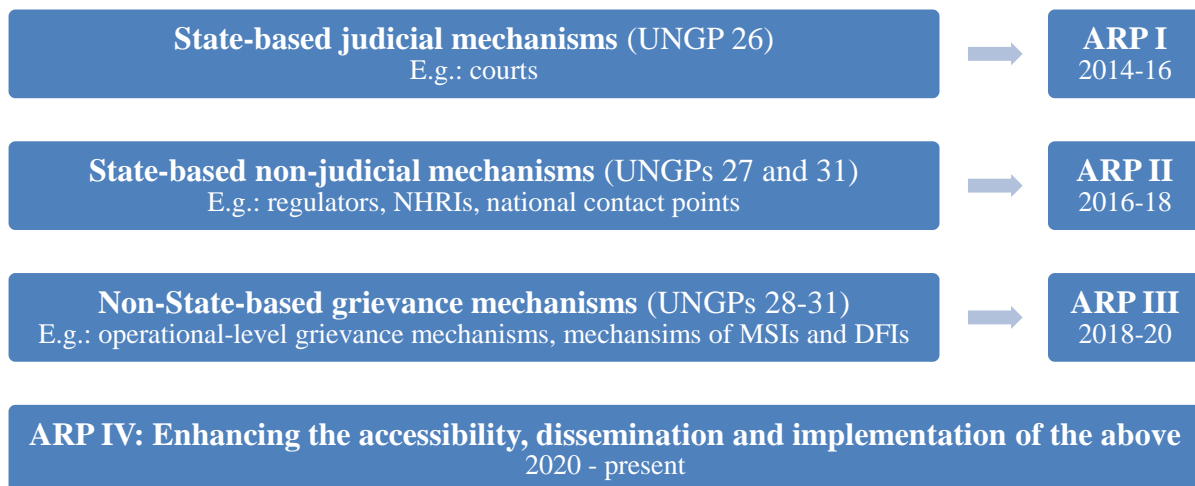 State-based judicial mechanisms (UNGP 26)
E.g.: courts
ARP I
2014-16
State-based non-judicial mechanisms (UNGPs 27 and 31)
E.g.: regulators, NHRIs, national contact points
ARP II
2016-18
Non-State-based grievance mechanisms (UNGPs 28-31)
E.g.: operational-level grievance mechanisms, mechansims of MSIs and DFIs
ARP III
2018-20
ARP IV: Enhancing the accessibility, dissemination and implementation of the above
2020 - present